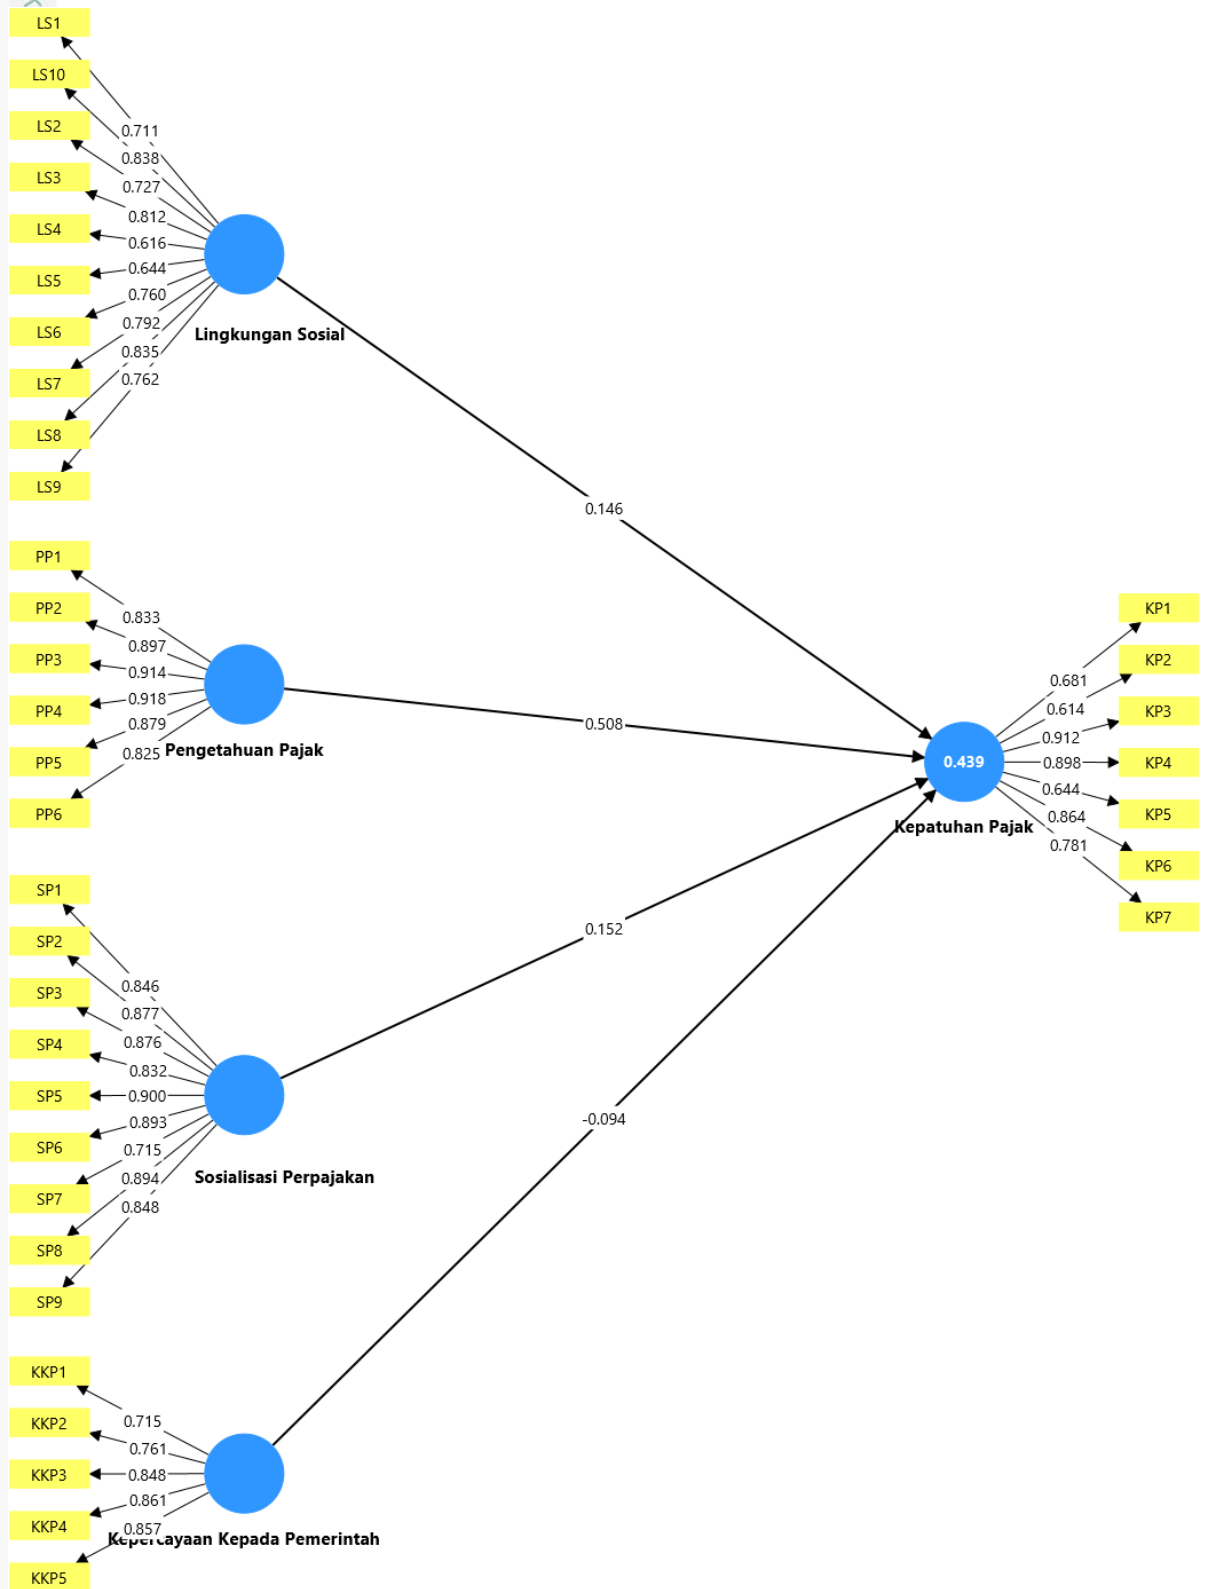 LS1
LS10
LS2
LS3
LS4
LS5
LS6
LS7
LS8
LS9
0.711
0.838
0.727
0.812
0.616
0.644
0.760
0.792
0.835
0.762
Lingkungan Sosial
0.146
PP1
PP2
PP3
PP4
PP5
PP6
0.833
0.897
0.914
0.918
0.879
0.825
Pengetahuan Pajak
0.508
SP1
SP2
SP3
SP4
SP5
SP6
SP7
SP8
SP9
0.846
0.877
0.876
0.832
0.900
0.893
0.715
0.894
0.848
Sosialisasi Perpajakan
0.152
KKP1
KKP2
KKP3
KKP4
KKP5
0.715
0.761
0.848
0.861
0.857
Kepercayaan Kepada Pemerintah
-0.094
0.439
Kepatuhan Pajak
0.681
0.614
0.912
0.898
0.644
0.864
0.781
KP1
KP2
KP3
KP4
KP5
KP6
KP7